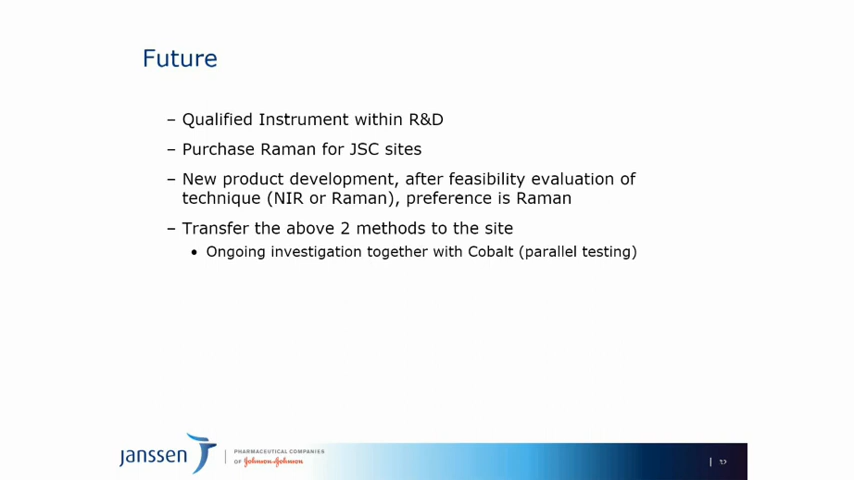 Future
– Qualified Instrument within R&D
– Purchase Raman for JSC sites
– New product development, after feasibility evaluation of
technique (NIR or Raman), preference is Raman
– Transfer the above 2 methods to the site
• Ongoing investigation together with Cobalt (parallel testing)
janssen
PHARMACEUTICAL COMPANIES
OF Johnson & Johnson